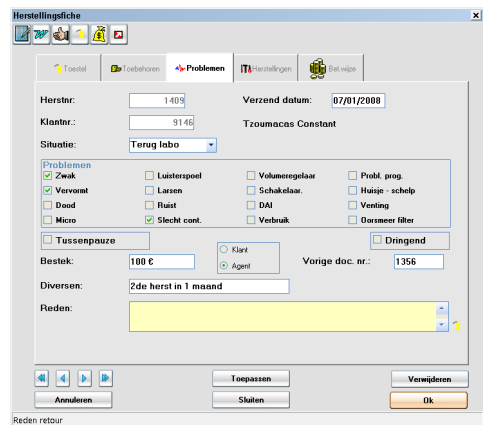 Herstellingsfiche
Toestel Toebehoren Problemen Herstellingen Bet.wijze
Herstnr: 1409 Verzend datum: 07/01/2008
Klantnr.: 9146 Tzoumacas Constant
Situatie: Terug labo
Problemen
Zwak Luisterspoel Volumeregelaar Probl. prog.
Vervormt Larsen Schakelaar. Huisje - schelp
Dood Ruist DAI Venting
Micro Slecht cont. Verbruik Oorsmeer filter
Tussenpauze Dringend
Klant
Bestek: 100 € Agent Vorige doc. nr.: 1356
Diversen: 2de herst in 1 maand
Reden:
Toepassen Verwijderen
Annuleren Sluiten Ok
Reden retour